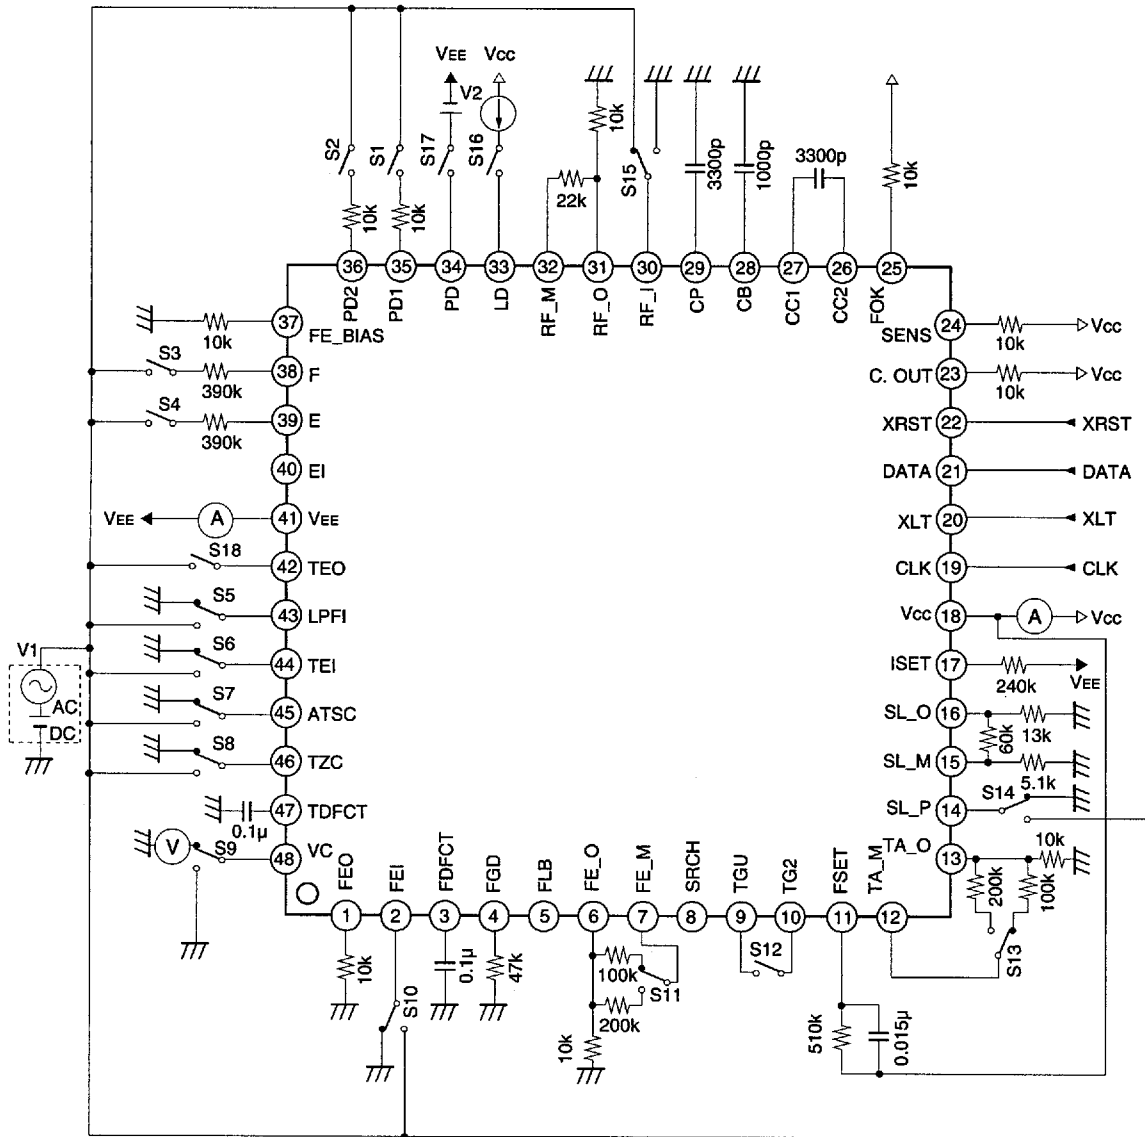 VEE
VCC
V2
S2
S1
S17
S16
10k
10k
22k
10k
S15
3300p
1000p
3300p
10k
36
35
34
33
32
31
30
29
28
27
26
25
PD2
PD1
PD
LD
RF_M
RF_O
RF_I
CP
CB
CC1
CC2
FOK
10k
37
FE_BIAS
S3
390k
38
F
S4
390k
39
E
40
EI
VEE
A
41
VEE
S18
42
TEO
S5
43
LPFI
V1
AC
DC
S6
44
TEI
S7
45
ATSC
S8
46
TZC
0.1μ
47
TDFCT
V
S9
48
VC
SENS
24
10k
Vcc
C. OUT
23
10k
Vcc
XRST
22
XRST
DATA
21
DATA
XLT
20
XLT
CLK
19
CLK
Vcc
18
A
Vcc
ISET
17
240k
VEE
SL_O
16
13k
60k
SL_M
15
5.1k
SL_P
14
S14
TA_O
13
10k
200k
100k
S13
FEO
FEI
FDFCT
FGD
FLB
FE_O
FE_M
SRCH
TGU
TG2
FSET
TA_M
1
2
3
4
5
6
7
8
9
10
11
12
10k
S10
0.1μ
47k
100k
S11
200k
10k
S12
510k
0.015μ